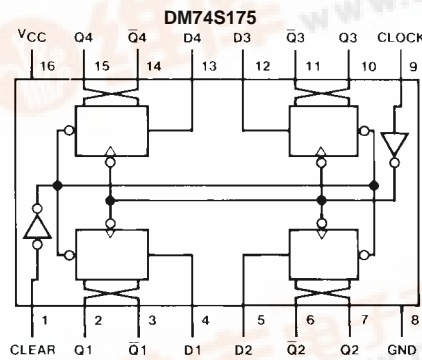 DM74S175
VCC Q4 Q̅4 D4 D3 Q̅3 Q3 CLOCK
16 15 14 13 12 11 10 9
1 2 3 4 5 6 7 8
CLEAR Q1 Q̅1 D1 D2 Q̅2 Q2 GND